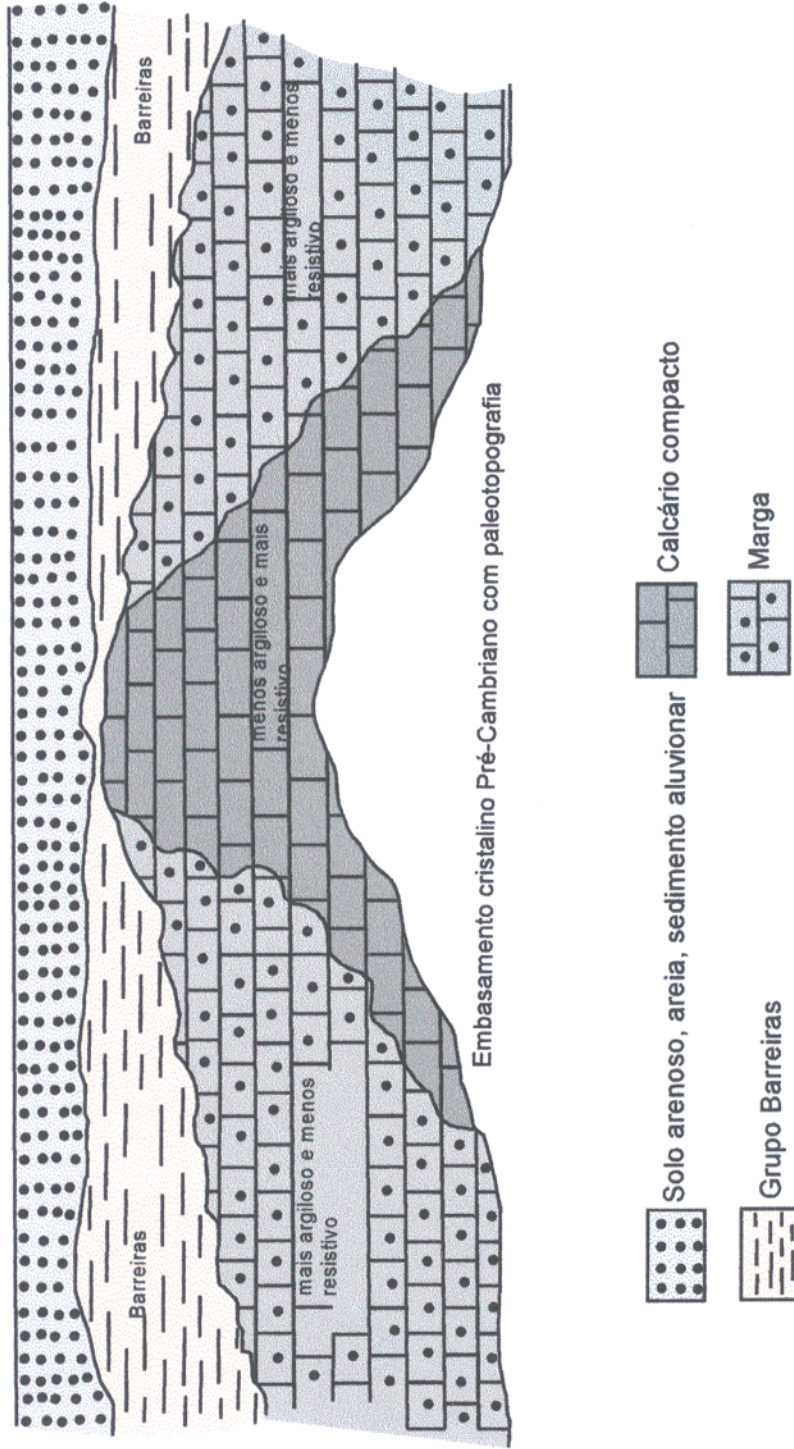 Barreiras
Barreiras
mais argiloso e menos
resistivo
menos argiloso e mais
resistivo
mais argiloso e menos
resistivo
Embasamento cristalino Pré-Cambriano com paleotopografia
Solo arenoso, areia, sedimento aluvionar
Calcário compacto
Grupo Barreiras
Marga